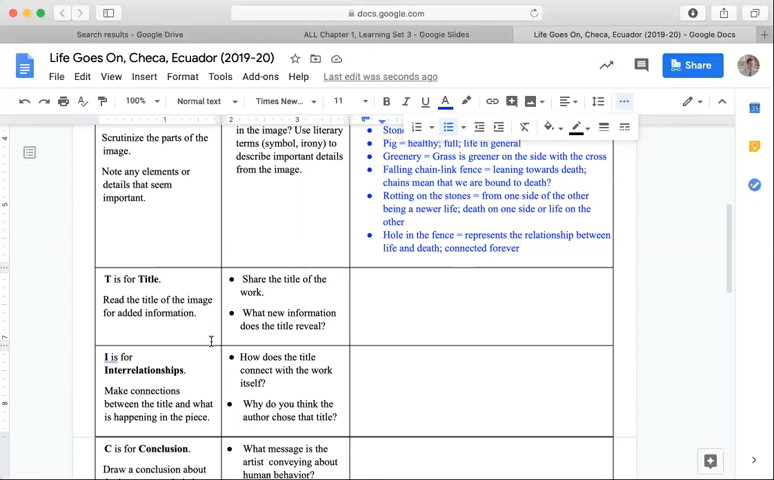 docs.google.com
Search results - Google Drive
ALL Chapter 1, Learning Set 3 - Google Slides
Life Goes On, Checa, Ecuador (2019-20) - Google Docs
Life Goes On, Checa, Ecuador (2019-20)
File Edit View Insert Format Tools Add-ons Help Last edit was seconds ago
Share
100% Normal text Times New... 11 B I U A
Scrutinize the parts of the
image.
Note any elements or
details that seem
important.
in the image? Use literary
terms (symbol, irony) to
describe important details
from the image.
Pig = healthy; full; life in general
Greenery = Grass is greener on the side with the cross
Falling chain-link fence = leaning towards death;
chains mean that we are bound to death?
Rotting on the stones = from one side of the other
being a newer life; death on one side or life on the
other
Hole in the fence = represents the relationship between
life and death; connected forever
T is for Title.
Read the title of the image
for added information.
Share the title of the
work.
What new information
does the title reveal?
I is for
Interrelationships.
Make connections
between the title and what
is happening in the piece.
How does the title
connect with the work
itself?
Why do you think the
author chose that title?
C is for Conclusion.
Draw a conclusion about
What message is the
artist conveying about
human behavior?